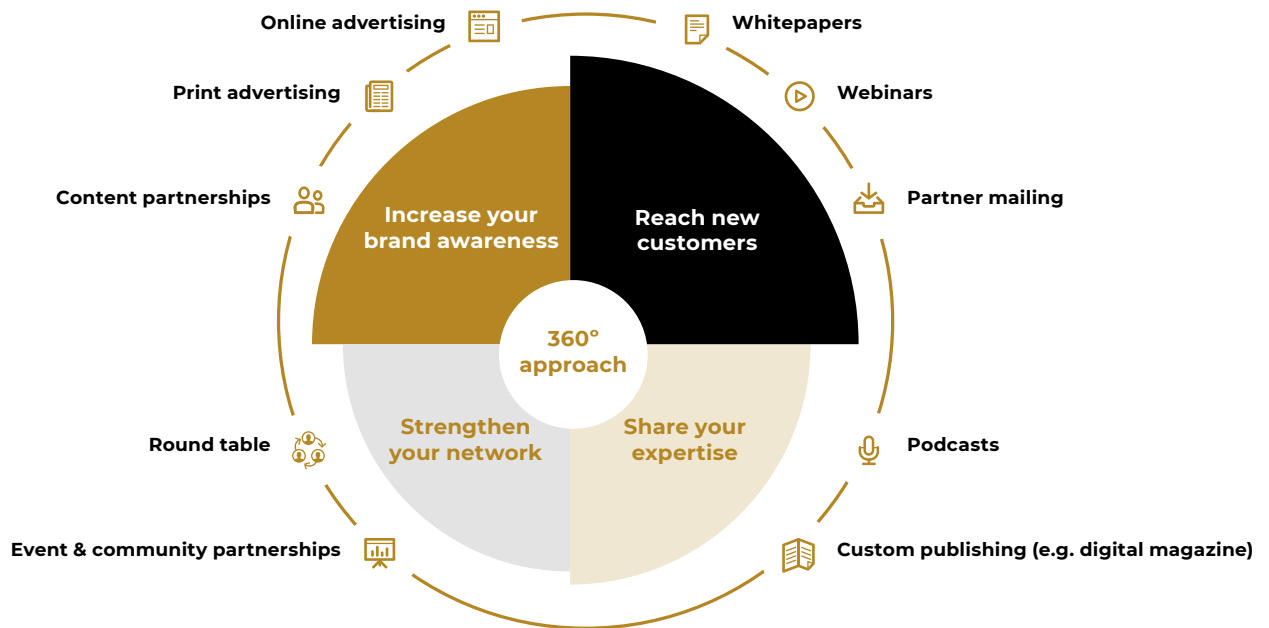 Online advertising
Whitepapers
Print advertising
Webinars
Content partnerships
Partner mailing
Increase your
brand awareness
Reach new
customers
360º
approach
Strengthen
your network
Share your
expertise
Round table
Podcasts
Event & community partnerships
Custom publishing (e.g. digital magazine)